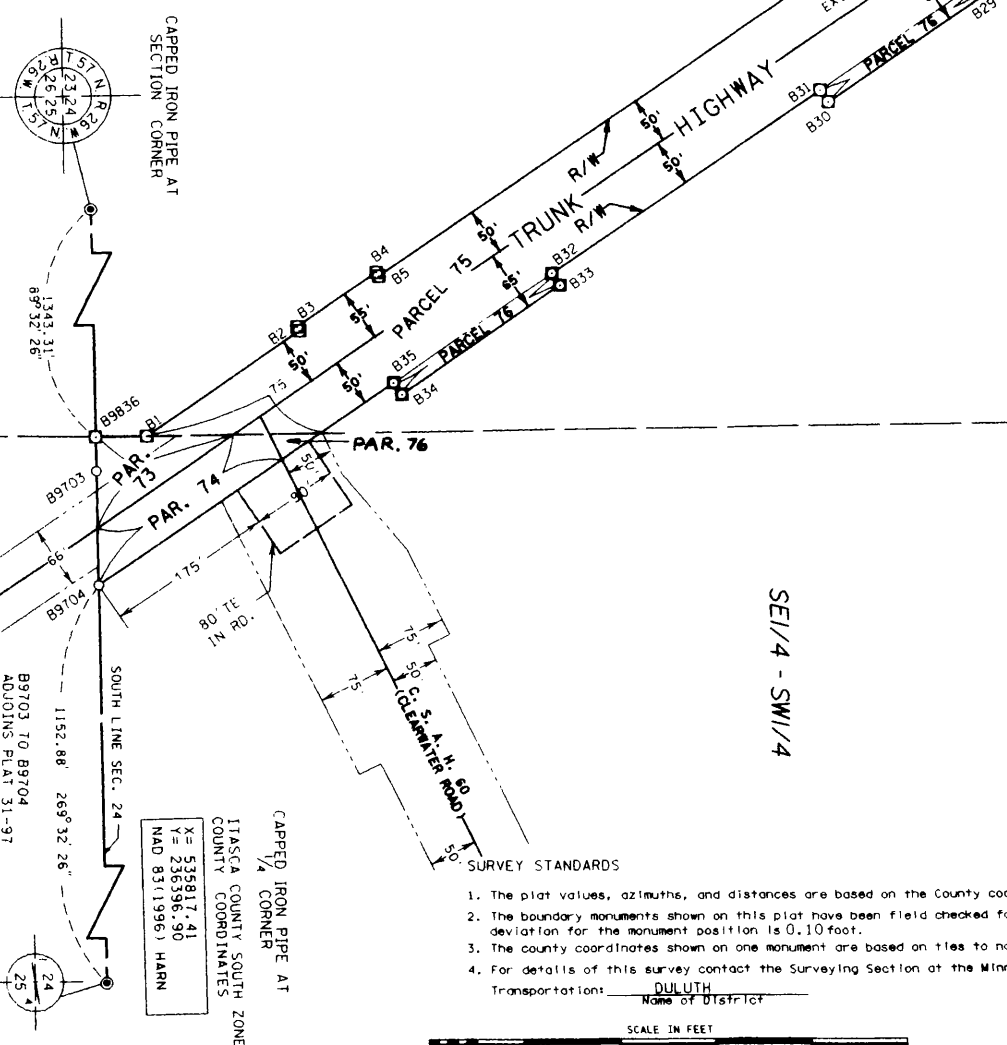 CAPPED IRON PIPE AT
SECTION CORNER
T 57 N. R 26 W. T 57 N. R 26 W.
23 24
26 25
1343.31'
89° 32' 26"
B9836
B1
B9703
B9704
PAR.
73
PAR. 74
66'
175'
80' TE
IN RD.
B2
B3
B4
B5
50'
55'
50'
50'
50'
75
50'
65'
50'
R/W
R/W
PARCEL 75
TRUNK
HIGHWAY
PARCEL 76
B29
B31
B30
B32
B33
PARCEL 76
B35
B34
PAR. 76
50'
90'
75'
50'
75
C. S. A. H. 60
(CLEARWATER ROAD)
50'
SE1/4 - SW1/4
SOUTH LINE SEC. 24
1152.88' 269° 32' 26"
B9703 TO B9704
ADJOINS PLAT 31-97
CAPPED IRON PIPE AT
1/4 CORNER
ITASCA COUNTY SOUTH ZONE
COUNTY COORDINATES
X= 535817.41
Y= 236396.90
NAD 83(1996) HARN
24
25
SURVEY STANDARDS
1. The plat values, azimuths, and distances are based on the County
2. The boundary monuments shown on this plat have been field checked
deviation for the monument position is 0.10 foot.
3. The county coordinates shown on one monument are based on ties to
4. For details of this survey contact the Surveying Section at the
Transportation: DULUTH
Name of District
SCALE IN FEET